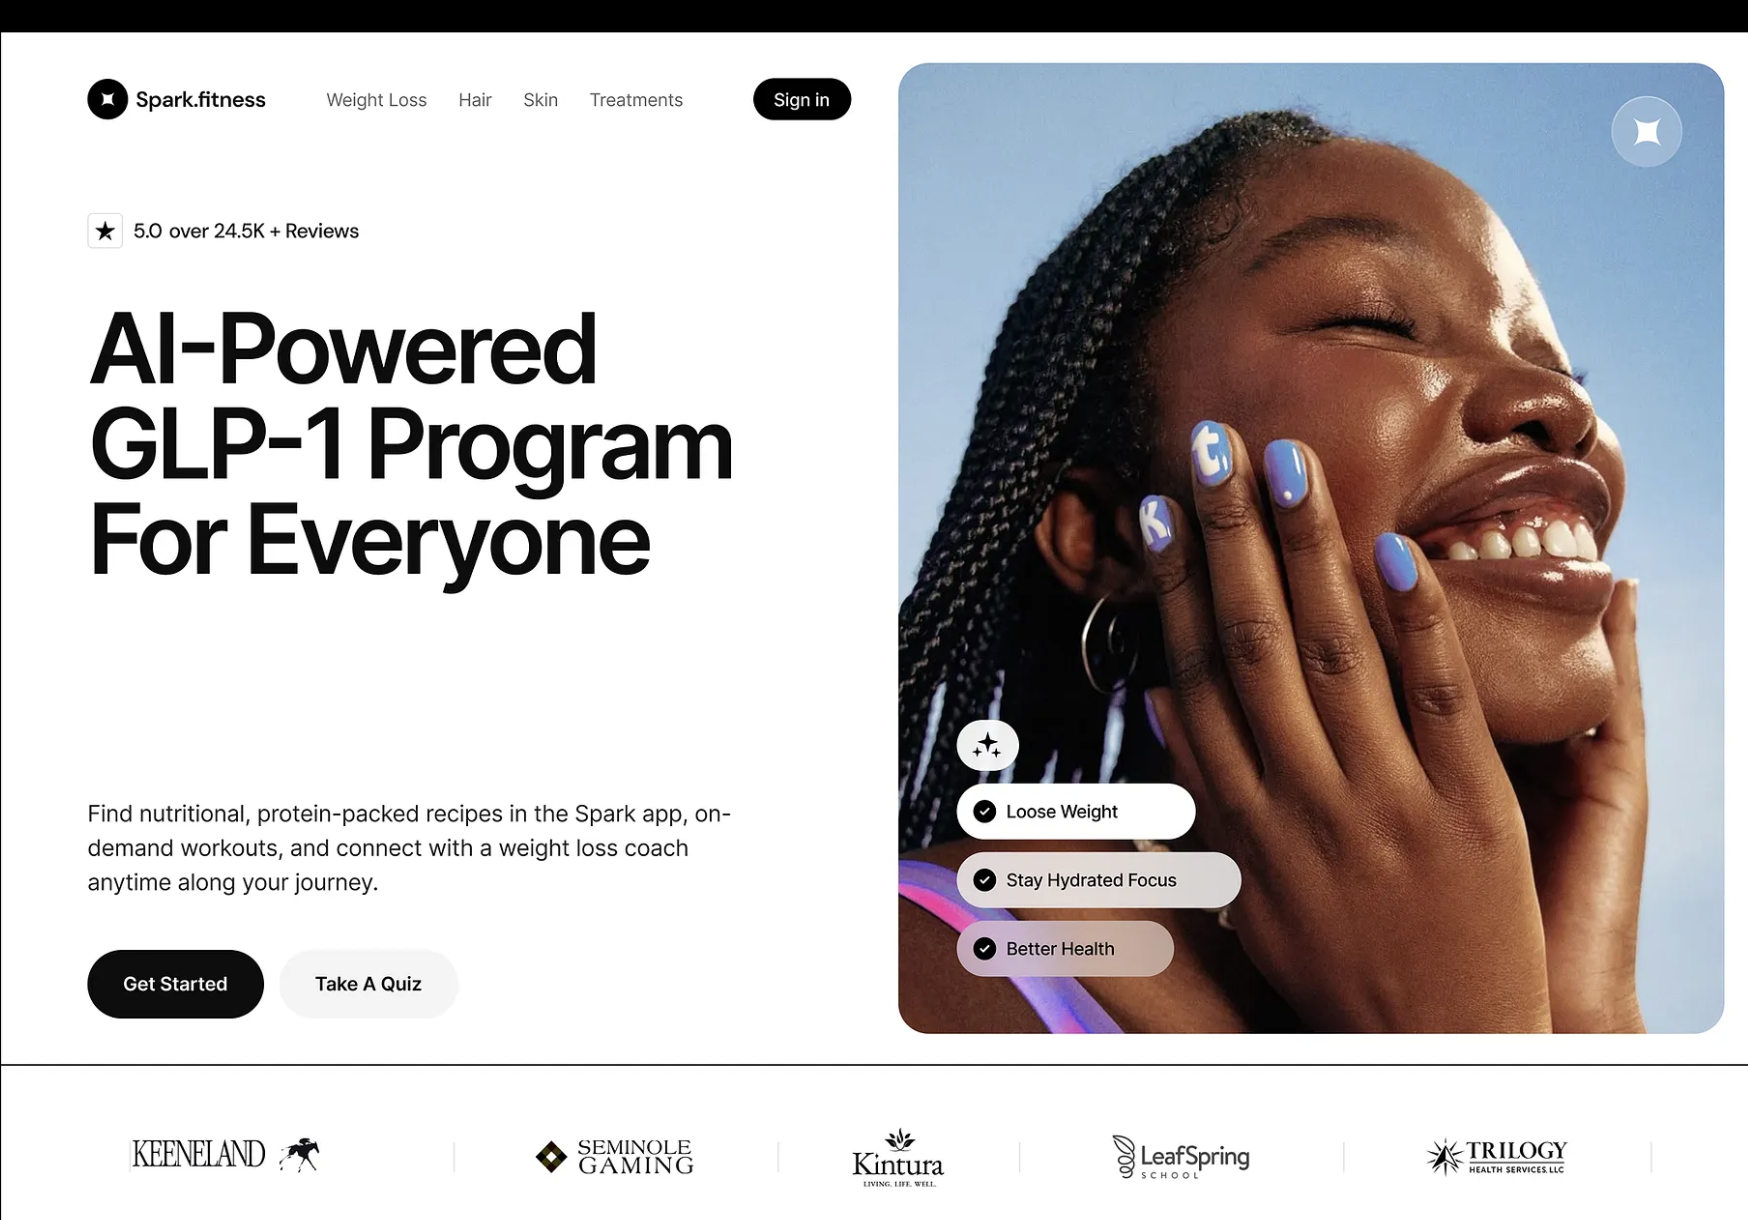 Spark.fitness
Weight Loss
Hair
Skin
Treatments
Sign in
5.0 over 24.5K + Reviews
AI-Powered
GLP-1 Program
For Everyone
Find nutritional, protein-packed recipes in the Spark app, on-
demand workouts, and connect with a weight loss coach
anytime along your journey.
Get Started
Take A Quiz
t
K
Loose Weight
Stay Hydrated Focus
Better Health
KEENELAND
SEMINOLE
GAMING
Kintura
LIVING. LIFE. WELL.
LeafSpring
SCHOOL
TRILOGY
HEALTH SERVICES, LLC